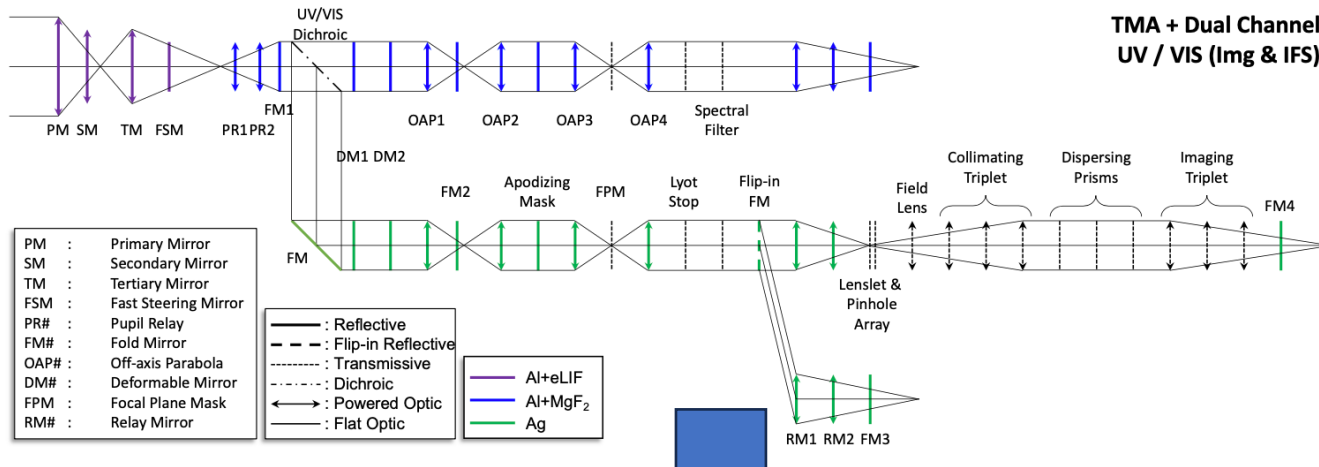 TMA + Dual Channel
UV / VIS (Img & IFS)
UV/VIS
Dichroic
PM
SM
TM
FSM
PR1
PR2
FM1
OAP1
OAP2
OAP3
OAP4
Spectral
Filter
DM1
DM2
FM2
Apodizing
Mask
FPM
Lyot
Stop
Flip-in
FM
Field
Lens
Collimating
Triplet
Dispersing
Prisms
Imaging
Triplet
FM4
FM
Lenslet &
Pinhole
Array
RM1
RM2
FM3
PM : Primary Mirror
SM : Secondary Mirror
TM : Tertiary Mirror
FSM : Fast Steering Mirror
PR# : Pupil Relay
FM# : Fold Mirror
OAP# : Off-axis Parabola
DM# : Deformable Mirror
FPM : Focal Plane Mask
RM# : Relay Mirror
: Reflective
: Flip-in Reflective
: Transmissive
: Dichroic
: Powered Optic
: Flat Optic
Al+eLIF
Al+MgF₂
Ag